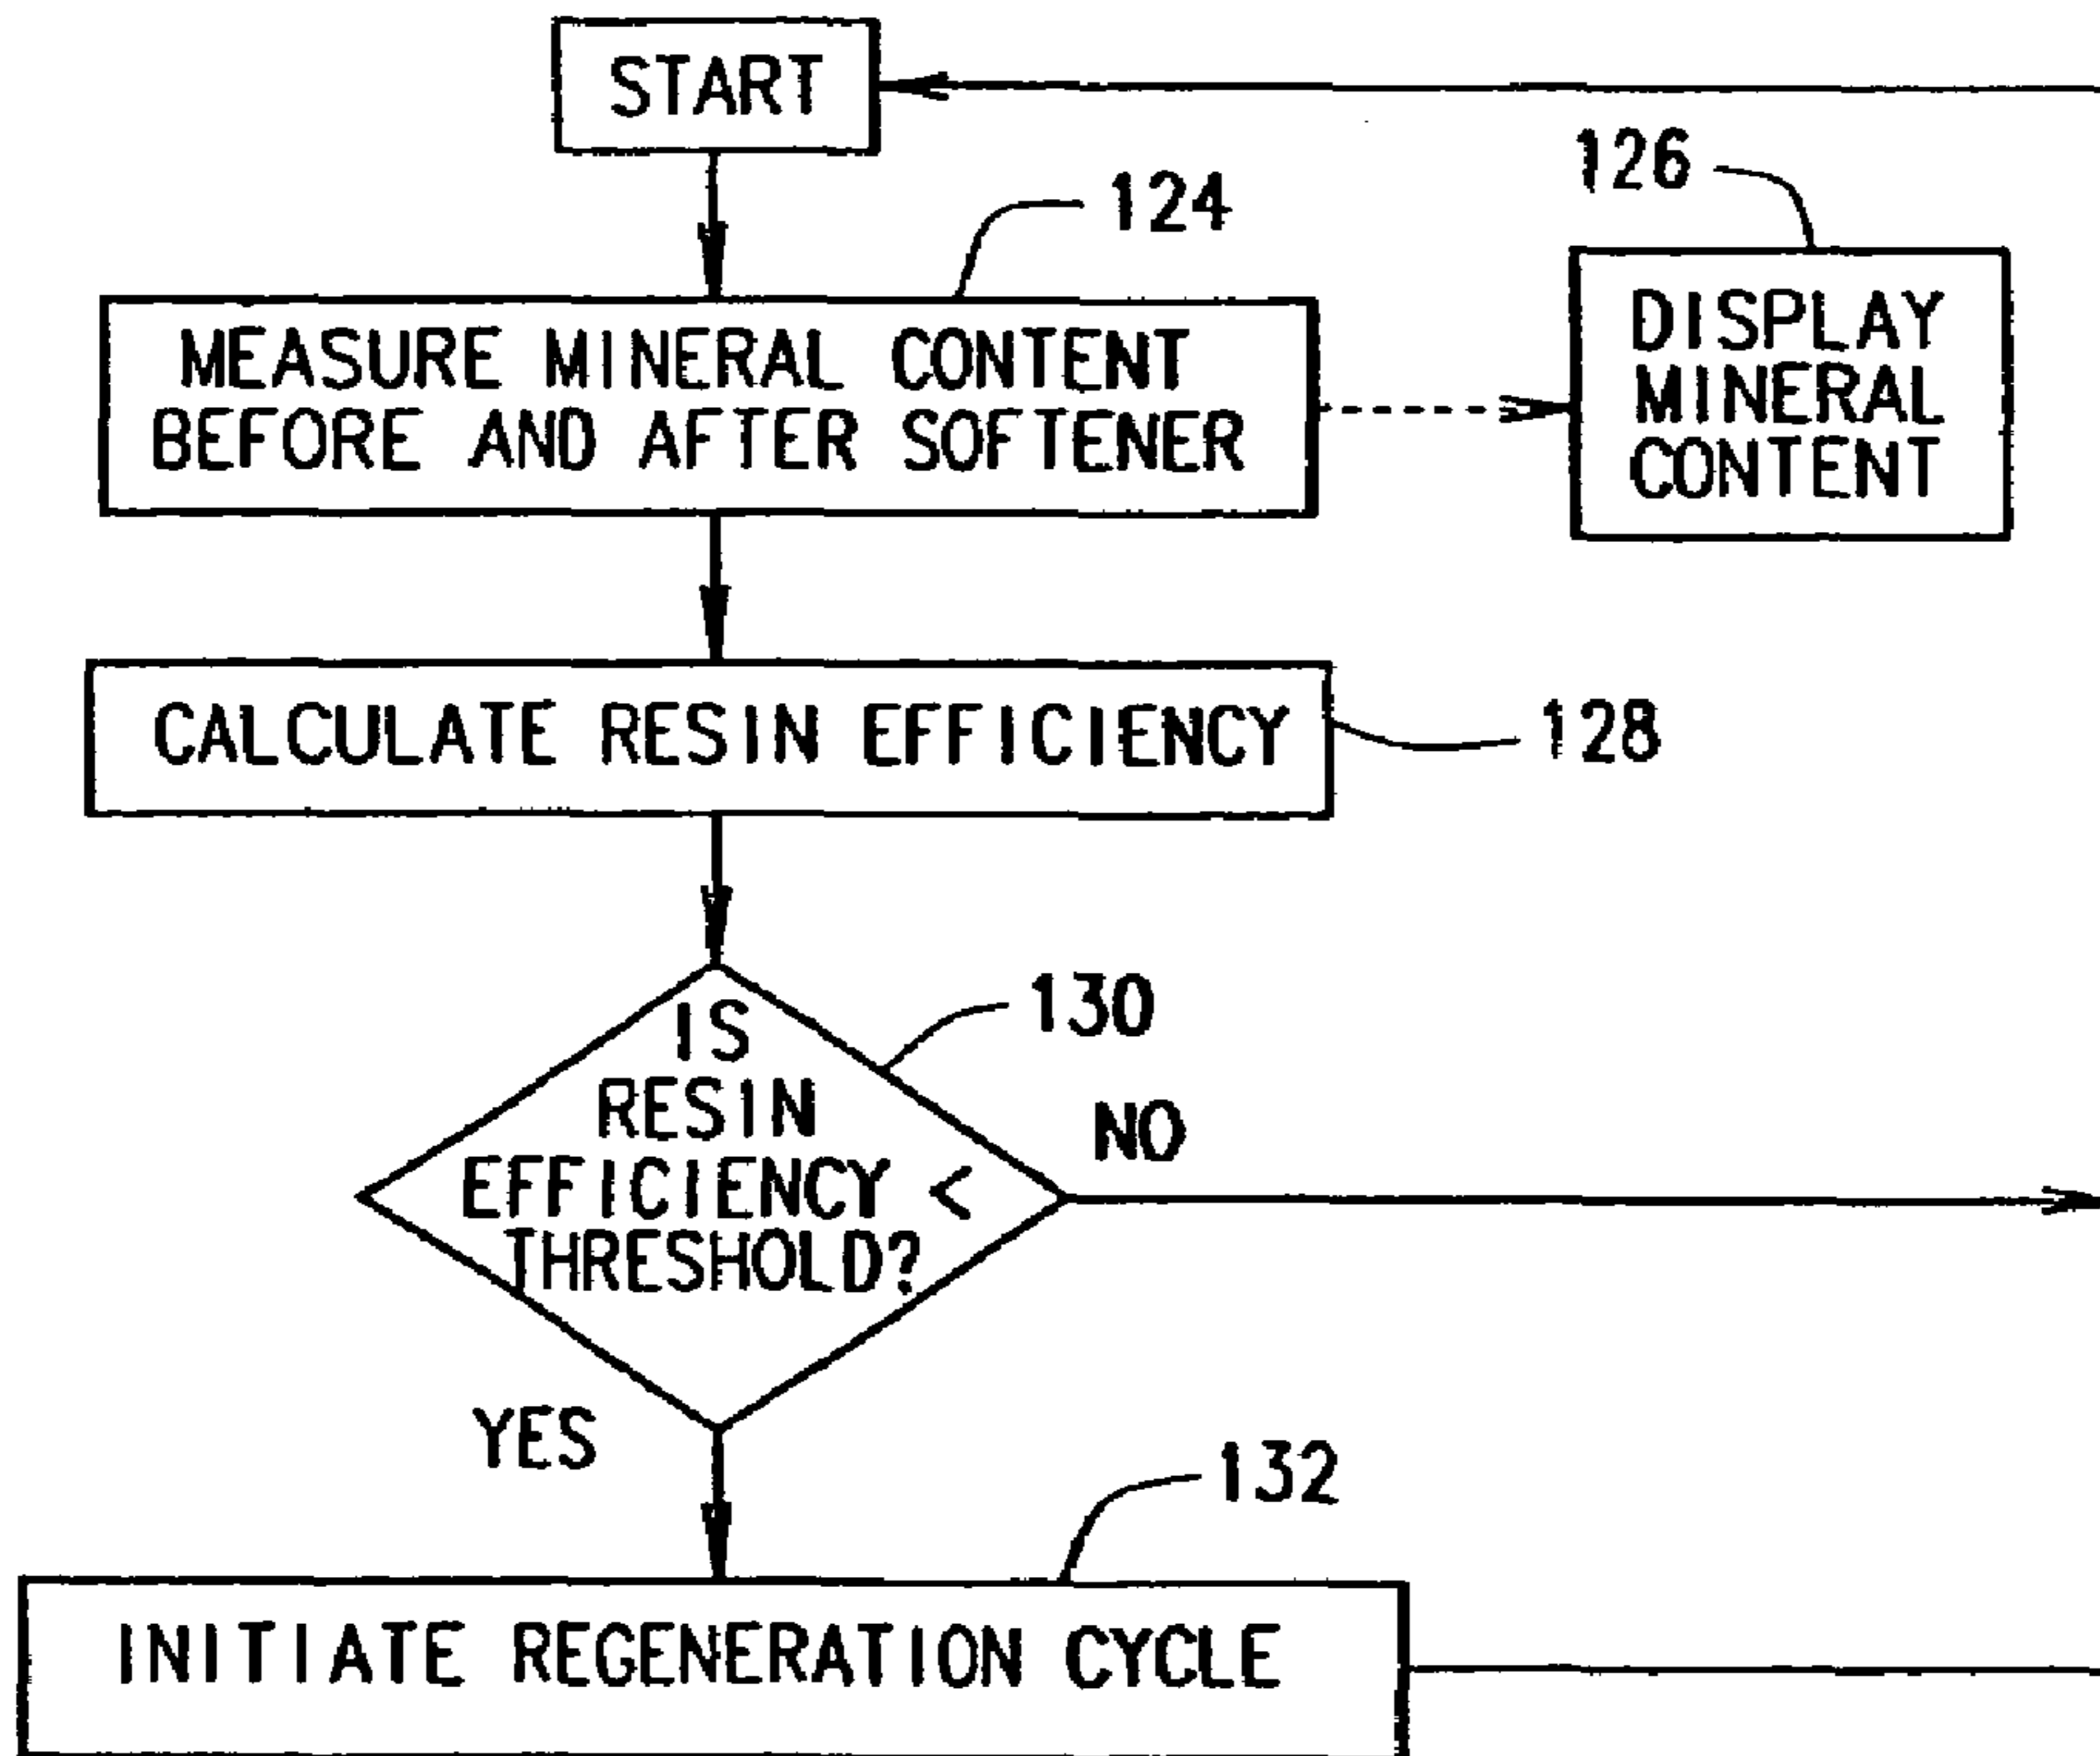 START
124
126
MEASURE MINERAL CONTENT
BEFORE AND AFTER SOFTENER
DISPLAY
MINERAL
CONTENT
CALCULATE RESIN EFFICIENCY
128
130
IS
RESIN
EFFICIENCY <
THRESHOLD?
NO
YES
132
INITIATE REGENERATION CYCLE